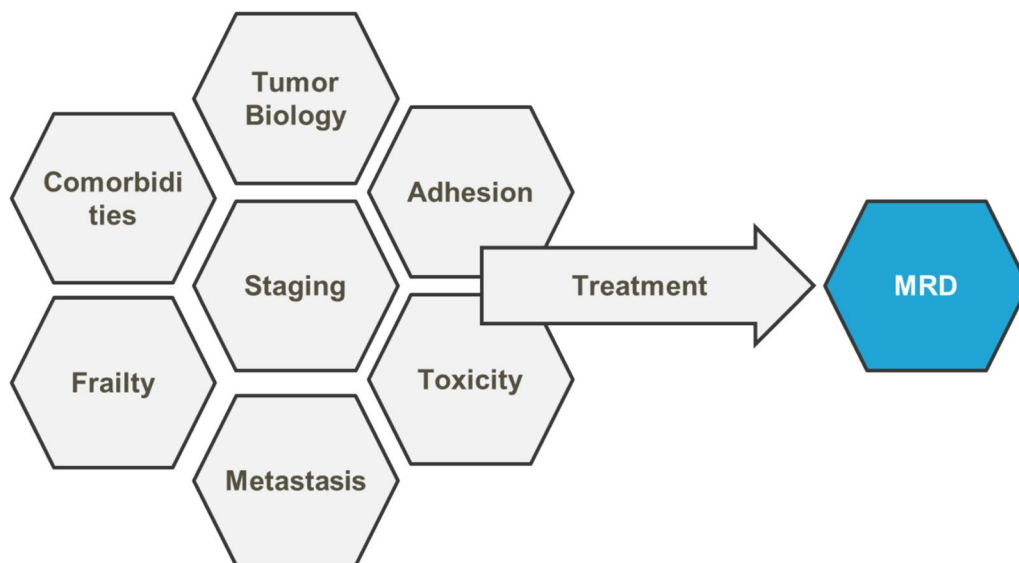 Tumor
Biology
Comorbidi
ties
Adhesion
Staging
Treatment
MRD
Frailty
Toxicity
Metastasis